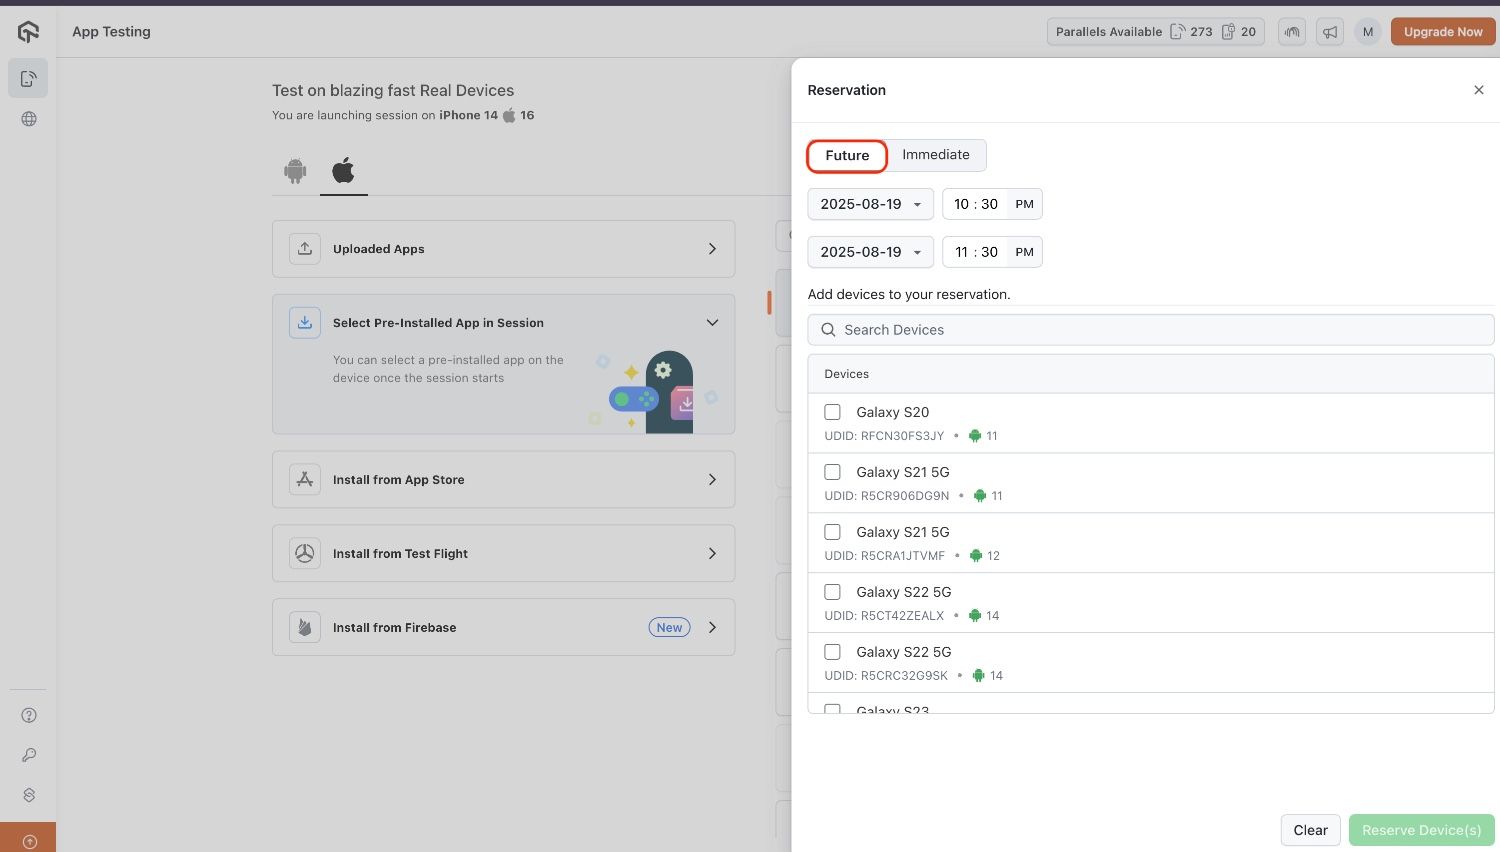 App Testing
Parallels Available 273 20
M
Upgrade Now
Test on blazing fast Real Devices
You are launching session on iPhone 14 16
Uploaded Apps
Select Pre-Installed App in Session
You can select a pre-installed app on the
device once the session starts
Install from App Store
Install from Test Flight
Install from Firebase
New
Reservation
Future
Immediate
2025-08-19 10 : 30 PM
2025-08-19 11 : 30 PM
Add devices to your reservation.
Search Devices
Devices
Galaxy S20
UDID: RFCN30FS3JY • 11
Galaxy S21 5G
UDID: R5CR906DG9N • 11
Galaxy S21 5G
UDID: R5CRA1JTVMF • 12
Galaxy S22 5G
UDID: R5CT42ZEALX • 14
Galaxy S22 5G
UDID: R5CRC32G9SK • 14
Galaxy S23
Clear
Reserve Device(s)